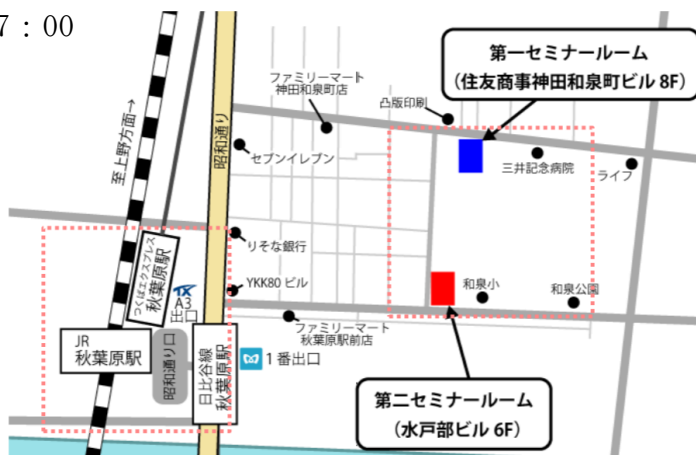 7：00
第一セミナールーム
（住友商事神田和泉町ビル 8F）
ファミリーマート
神田和泉町店
凸版印刷
至上野方面→
昭和通り
セブンイレブン
三井記念病院
ライフ
りそな銀行
つくばエクスプレス
秋葉原駅
TX
A3
出口
YKK80 ビル
和泉小
和泉公園
ファミリーマート
秋葉原駅前店
JR
秋葉原駅
昭和通り口
日比谷線
秋葉原駅
1 番出口
第二セミナールーム
（水戸部ビル 6F）